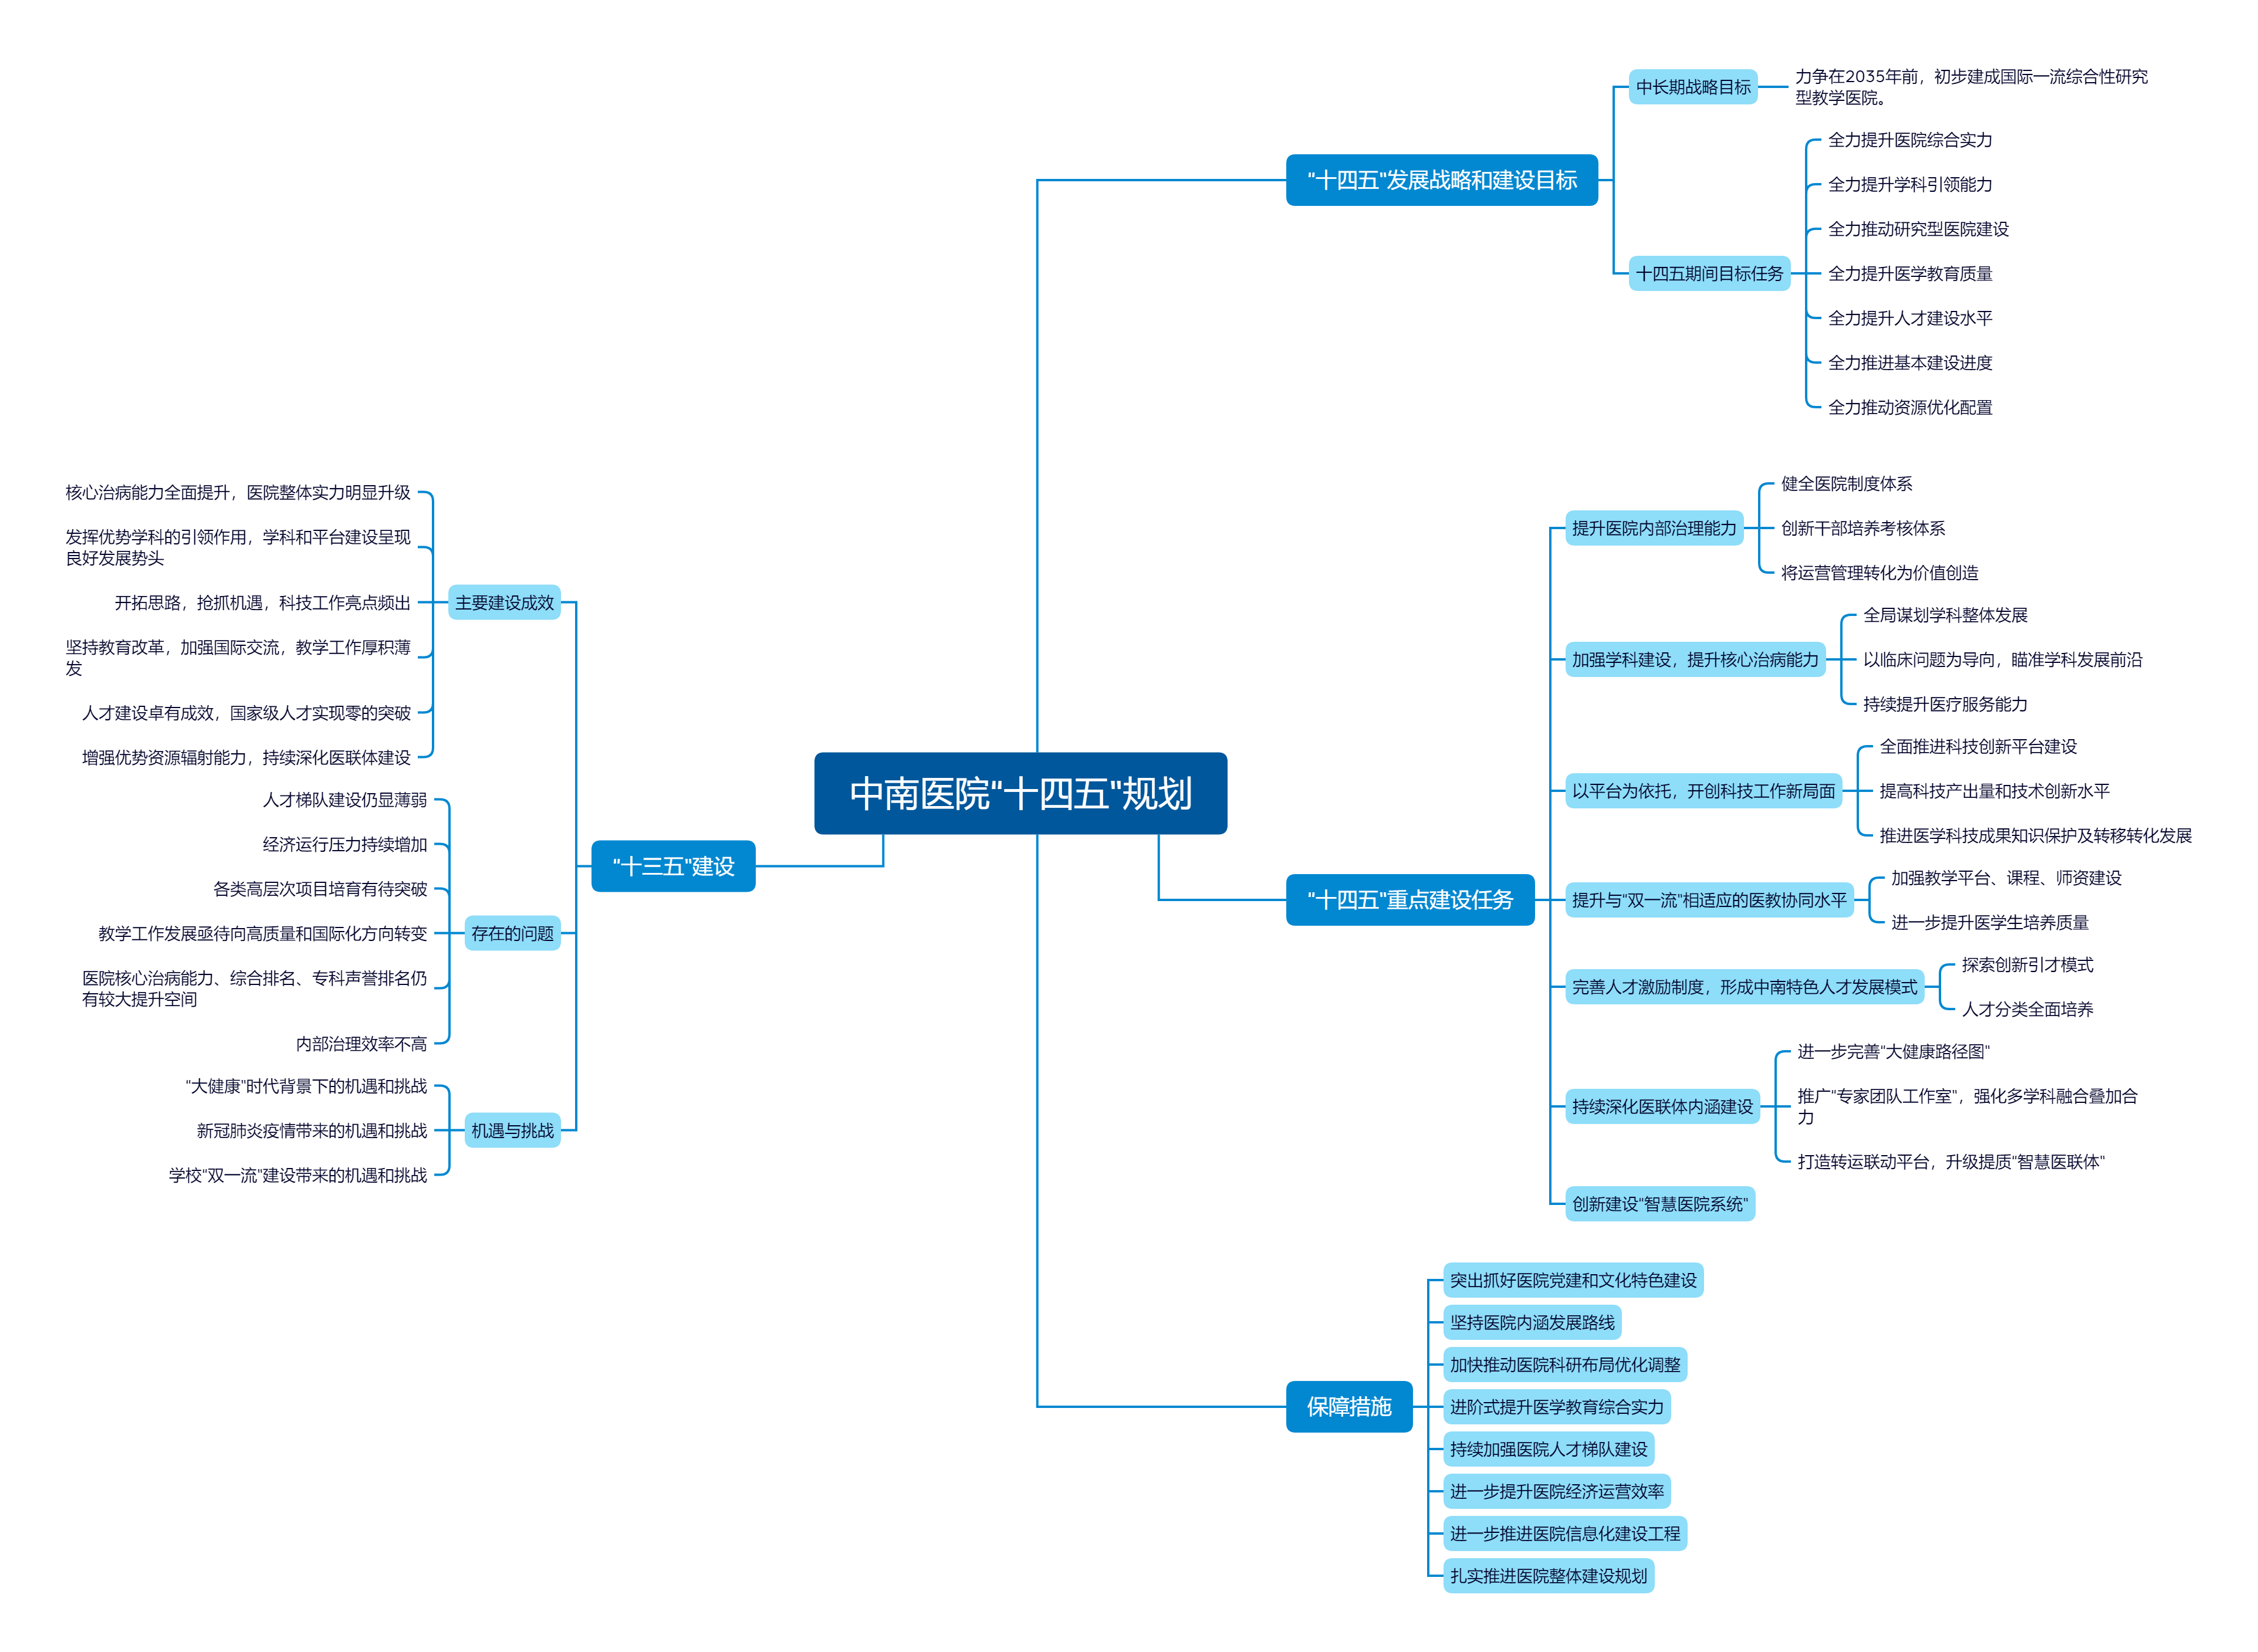 中南医院"十四五"规划
"十四五"发展战略和建设目标
中长期战略目标
力争在2035年前，初步建成国际一流综合性研究
型教学医院。
十四五期间目标任务
全力提升医院综合实力
全力提升学科引领能力
全力推动研究型医院建设
全力提升医学教育质量
全力提升人才建设水平
全力推进基本建设进度
全力推动资源优化配置
"十四五"重点建设任务
提升医院内部治理能力
健全医院制度体系
创新干部培养考核体系
将运营管理转化为价值创造
加强学科建设，提升核心治病能力
全局谋划学科整体发展
以临床问题为导向，瞄准学科发展前沿
持续提升医疗服务能力
以平台为依托，开创科技工作新局面
全面推进科技创新平台建设
提高科技产出量和技术创新水平
推进医学科技成果知识保护及转移转化发展
提升与"双一流"相适应的医教协同水平
加强教学平台、课程、师资建设
进一步提升医学生培养质量
完善人才激励制度，形成中南特色人才发展模式
探索创新引才模式
人才分类全面培养
持续深化医联体内涵建设
进一步完善"大健康路径图"
推广"专家团队工作室"，强化多学科融合叠加合
力
打造转运联动平台，升级提质"智慧医联体"
创新建设"智慧医院系统"
保障措施
突出抓好医院党建和文化特色建设
坚持医院内涵发展路线
加快推动医院科研布局优化调整
进阶式提升医学教育综合实力
持续加强医院人才梯队建设
进一步提升医院经济运营效率
进一步推进医院信息化建设工程
扎实推进医院整体建设规划
"十三五"建设
主要建设成效
核心治病能力全面提升，医院整体实力明显升级
发挥优势学科的引领作用，学科和平台建设呈现
良好发展势头
开拓思路，抢抓机遇，科技工作亮点频出
坚持教育改革，加强国际交流，教学工作厚积薄
发
人才建设卓有成效，国家级人才实现零的突破
增强优势资源辐射能力，持续深化医联体建设
存在的问题
人才梯队建设仍显薄弱
经济运行压力持续增加
各类高层次项目培育有待突破
教学工作发展亟待向高质量和国际化方向转变
医院核心治病能力、综合排名、专科声誉排名仍
有较大提升空间
内部治理效率不高
机遇与挑战
"大健康"时代背景下的机遇和挑战
新冠肺炎疫情带来的机遇和挑战
学校"双一流"建设带来的机遇和挑战